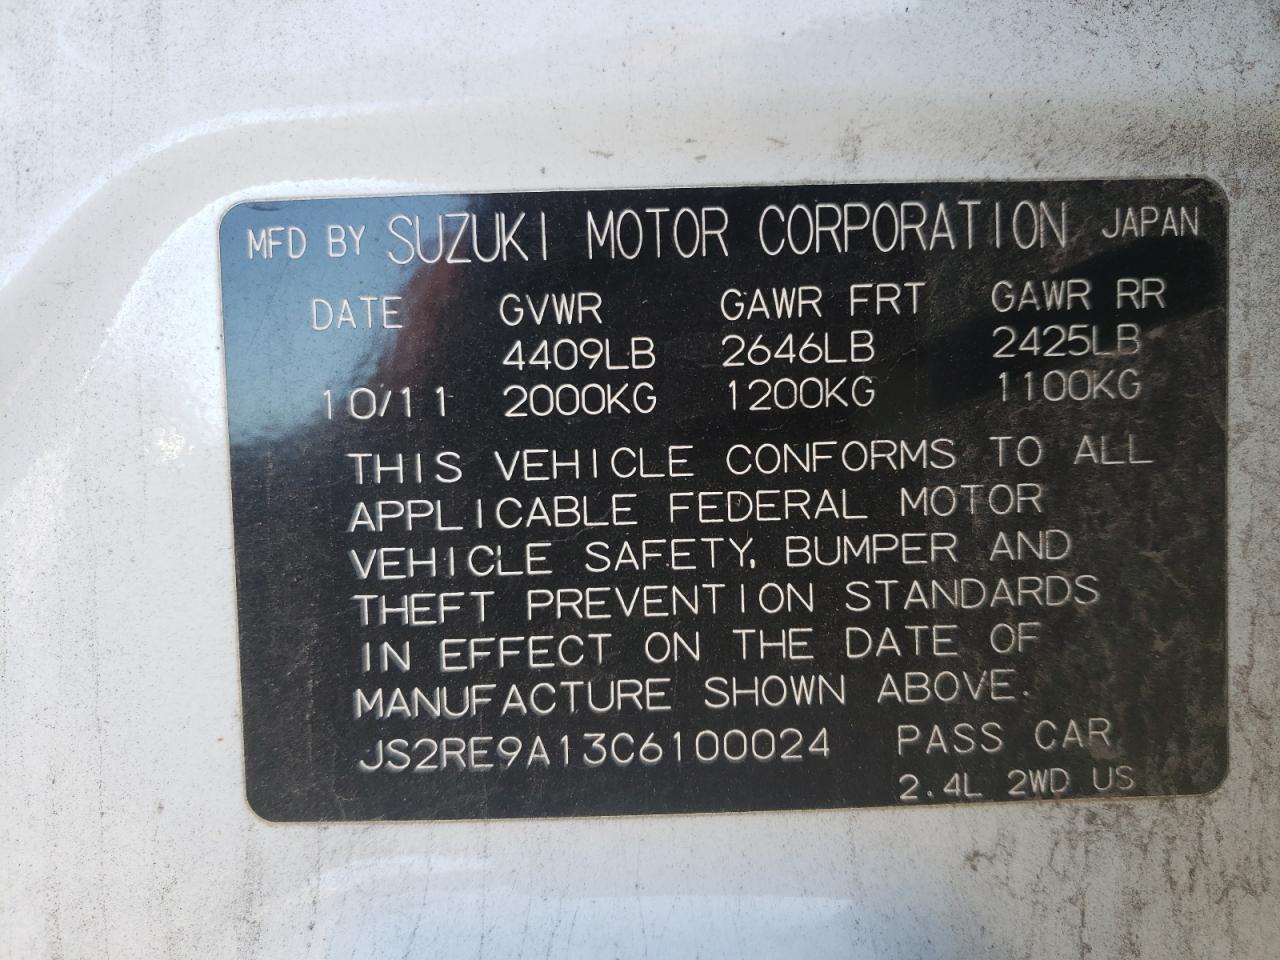 MFD BY SUZUKI MOTOR CORPORATION JAPAN
DATE GVWR GAWR FRT GAWR RR
4409LB 2646LB 2425LB
10/11 2000KG 1200KG 1100KG
THIS VEHICLE CONFORMS TO ALL
APPLICABLE FEDERAL MOTOR
VEHICLE SAFETY, BUMPER AND
THEFT PREVENTION STANDARDS
IN EFFECT ON THE DATE OF
MANUFACTURE SHOWN ABOVE.
JS2RE9A13C6100024 PASS CAR
2.4L 2WD US